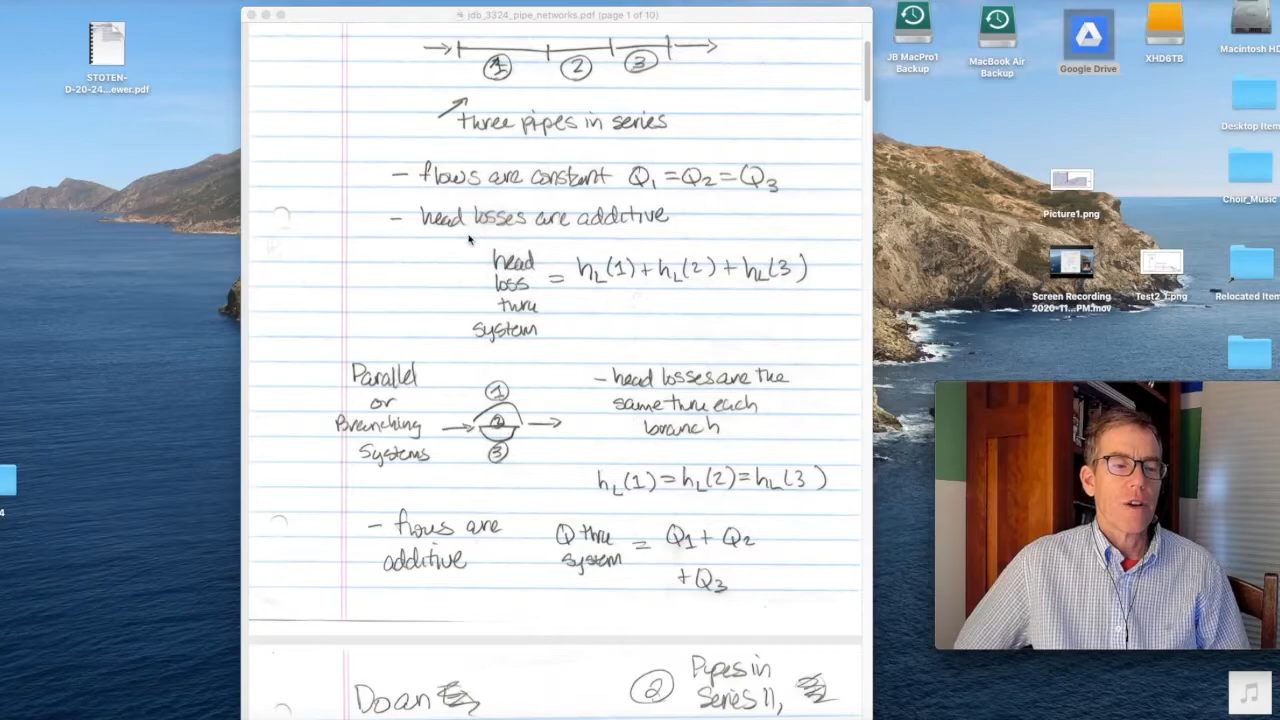 jdb_3324_pipe_networks.pdf (page 1 of 10)
STOTEN-
D-20-24...ewer.pdf
JB MacPro1
Backup
MacBook Air
Backup
Google Drive
XHD6TB
Macintosh HD
Desktop Item
Picture1.png
Choir_Music
Screen Recording
2020-11...PM.mov
Test2_1.png
Relocated Item
4
1 2 3
three pipes in series
- flows are constant Q₁ = Q₂ = Q₃
- head losses are additive
head
loss
thru
system
= hL(1) + hL(2) + hL(3)
Parallel
or
Branching
Systems
1
2
3
- head losses are the
same thru each
branch
hL(1) = hL(2) = hL(3)
- flows are
additive
Q thru
system
= Q₁ + Q₂
+ Q₃
Doan
2
Pipes in
Series II,